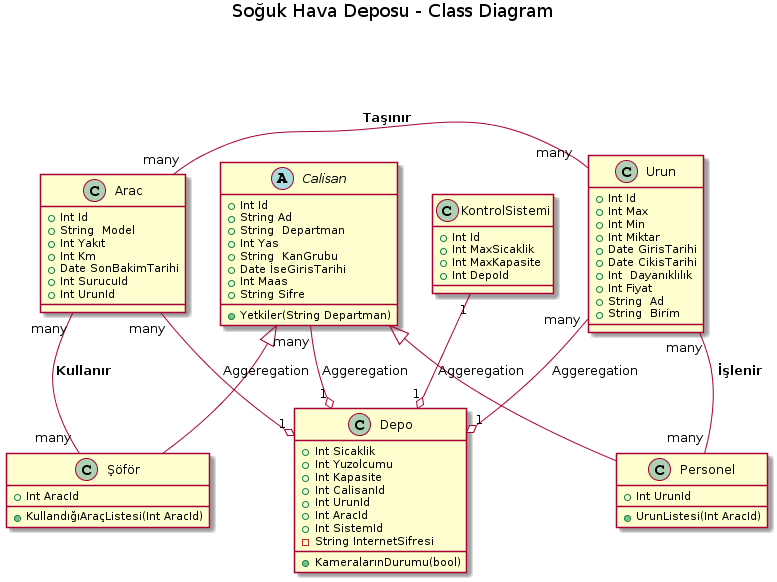 Soğuk Hava Deposu - Class Diagram
Taşınır
many
many
C Arac
Int Id
String Model
Int Yakıt
Int Km
Date SonBakimTarihi
Int SurucuId
Int UrunId
A Calisan
Int Id
String Ad
String Departman
Int Yas
String KanGrubu
Date İseGirisTarihi
Int Maas
String Sifre
Yetkiler(String Departman)
C KontrolSistemi
Int Id
Int MaxSicaklik
Int MaxKapasite
Int DepoId
C Urun
Int Id
Int Max
Int Min
Int Miktar
Date GirisTarihi
Date CikisTarihi
Int Dayanıklılık
Int Fiyat
String Ad
String Birim
many
many
many
1
many
many
Kullanır
Aggeregation
Aggeregation
Aggeregation
Aggeregation
İşlenir
many
1
1
1
1
many
C Şöför
Int AracId
KullandığıAraçListesi(Int AracId)
C Depo
Int Sicaklik
Int Yuzolcumu
Int Kapasite
Int CalisanId
Int UrunId
Int AracId
Int SistemId
String InternetSifresi
KameralarınDurumu(bool)
C Personel
Int UrunId
UrunListesi(Int AracId)